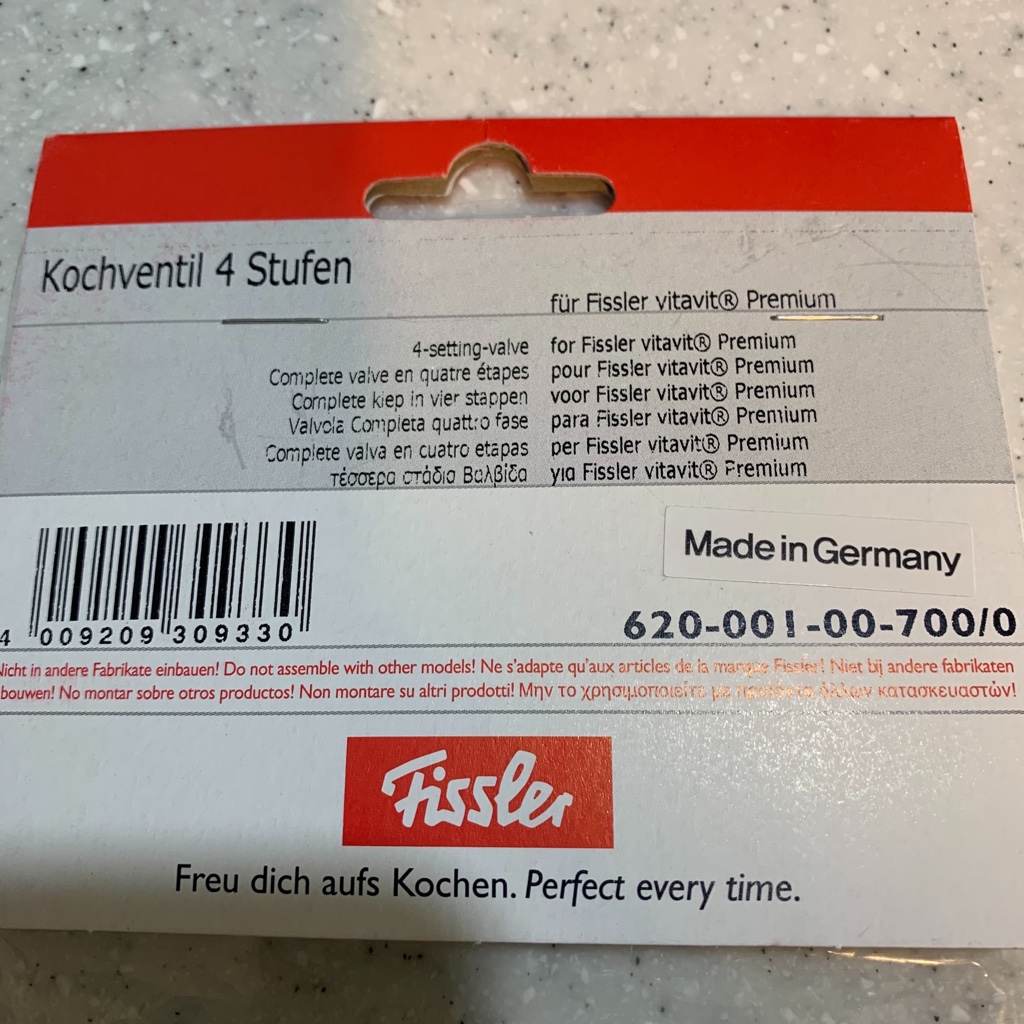 Kochventil 4 Stufen
für Fissler vitavit® Premium
4-setting-valve for Fissler vitavit® Premium
Complete valve en quatre étapes pour Fissler vitavit® Premium
Complete klep in vier stappen voor Fissler vitavit® Premium
Valvola Completa quattro fase para Fissler vitavit® Premium
Complete valva en cuatro etapas per Fissler vitavit® Premium
τέσσερα στάδια Βαλβίδα για Fissler vitavit® Premium
Made in Germany
4 009209 309330
620-001-00-700/0
Nicht in andere Fabrikate einbauen! Do not assemble with other models! Ne s'adapte qu'aux articles de la marque Fissler! Niet bij andere fabrikaten
bouwen! No montar sobre otros productos! Non montare su altri prodotti! Μην το χρησιμοποιείτε με προϊόντα άλλων κατασκευαστών!
Fissler
Freu dich aufs Kochen. Perfect every time.